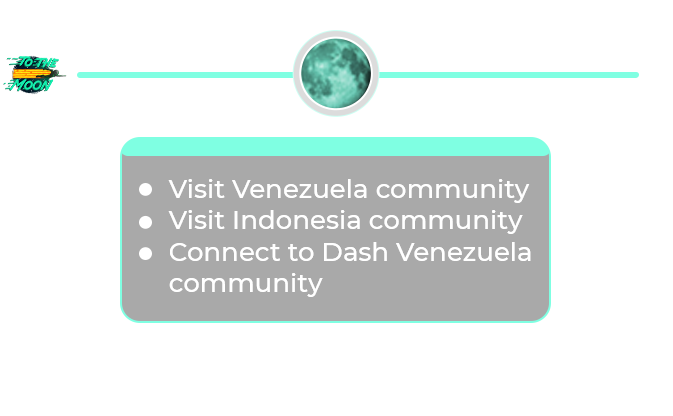 TO THE
MOON
Visit Venezuela community
Visit Indonesia community
Connect to Dash Venezuela
community